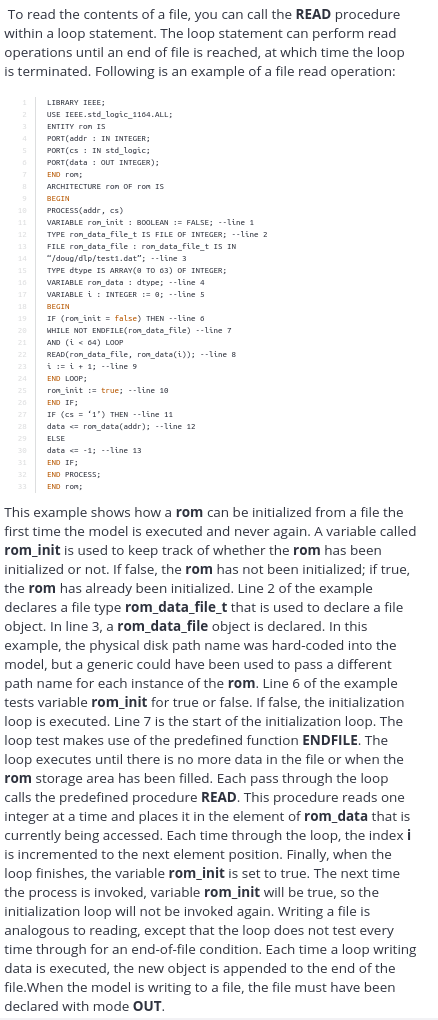 To read the contents of a file, you can call the READ procedure
within a loop statement. The loop statement can perform read
operations until an end of file is reached, at which time the loop
is terminated. Following is an example of a file read operation:
1 LIBRARY IEEE;
2 USE IEEE.std_logic_1164.ALL;
3 ENTITY rom IS
4 PORT(addr : IN INTEGER;
5 PORT(cs : IN std_logic;
6 PORT(data : OUT INTEGER);
7 END rom;
8 ARCHITECTURE rom OF rom IS
9 BEGIN
10 PROCESS(addr, cs)
11 VARIABLE rom_init : BOOLEAN := FALSE; --line 1
12 TYPE rom_data_file_t IS FILE OF INTEGER; --line 2
13 FILE rom_data_file : rom_data_file_t IS IN
14 “/doug/dlp/test1.dat”; --line 3
15 TYPE dtype IS ARRAY(0 TO 63) OF INTEGER;
16 VARIABLE rom_data : dtype; --line 4
17 VARIABLE i : INTEGER := 0; --line 5
18 BEGIN
19 IF (rom_init = false) THEN --line 6
20 WHILE NOT ENDFILE(rom_data_file) --line 7
21 AND (i < 64) LOOP
22 READ(rom_data_file, rom_data(i)); --line 8
23 i := i + 1; --line 9
24 END LOOP;
25 rom_init := true; --line 10
26 END IF;
27 IF (cs = ‘1’) THEN --line 11
28 data <= rom_data(addr); --line 12
29 ELSE
30 data <= -1; --line 13
31 END IF;
32 END PROCESS;
33 END rom;
This example shows how a rom can be initialized from a file the
first time the model is executed and never again. A variable called
rom_init is used to keep track of whether the rom has been
initialized or not. If false, the rom has not been initialized; if true,
the rom has already been initialized. Line 2 of the example
declares a file type rom_data_file_t that is used to declare a file
object. In line 3, a rom_data_file object is declared. In this
example, the physical disk path name was hard-coded into the
model, but a generic could have been used to pass a different
path name for each instance of the rom. Line 6 of the example
tests variable rom_init for true or false. If false, the initialization
loop is executed. Line 7 is the start of the initialization loop. The
loop test makes use of the predefined function ENDFILE. The
loop executes until there is no more data in the file or when the
rom storage area has been filled. Each pass through the loop
calls the predefined procedure READ. This procedure reads one
integer at a time and places it in the element of rom_data that is
currently being accessed. Each time through the loop, the index i
is incremented to the next element position. Finally, when the
loop finishes, the variable rom_init is set to true. The next time
the process is invoked, variable rom_init will be true, so the
initialization loop will not be invoked again. Writing a file is
analogous to reading, except that the loop does not test every
time through for an end-of-file condition. Each time a loop writing
data is executed, the new object is appended to the end of the
file.When the model is writing to a file, the file must have been
declared with mode OUT.